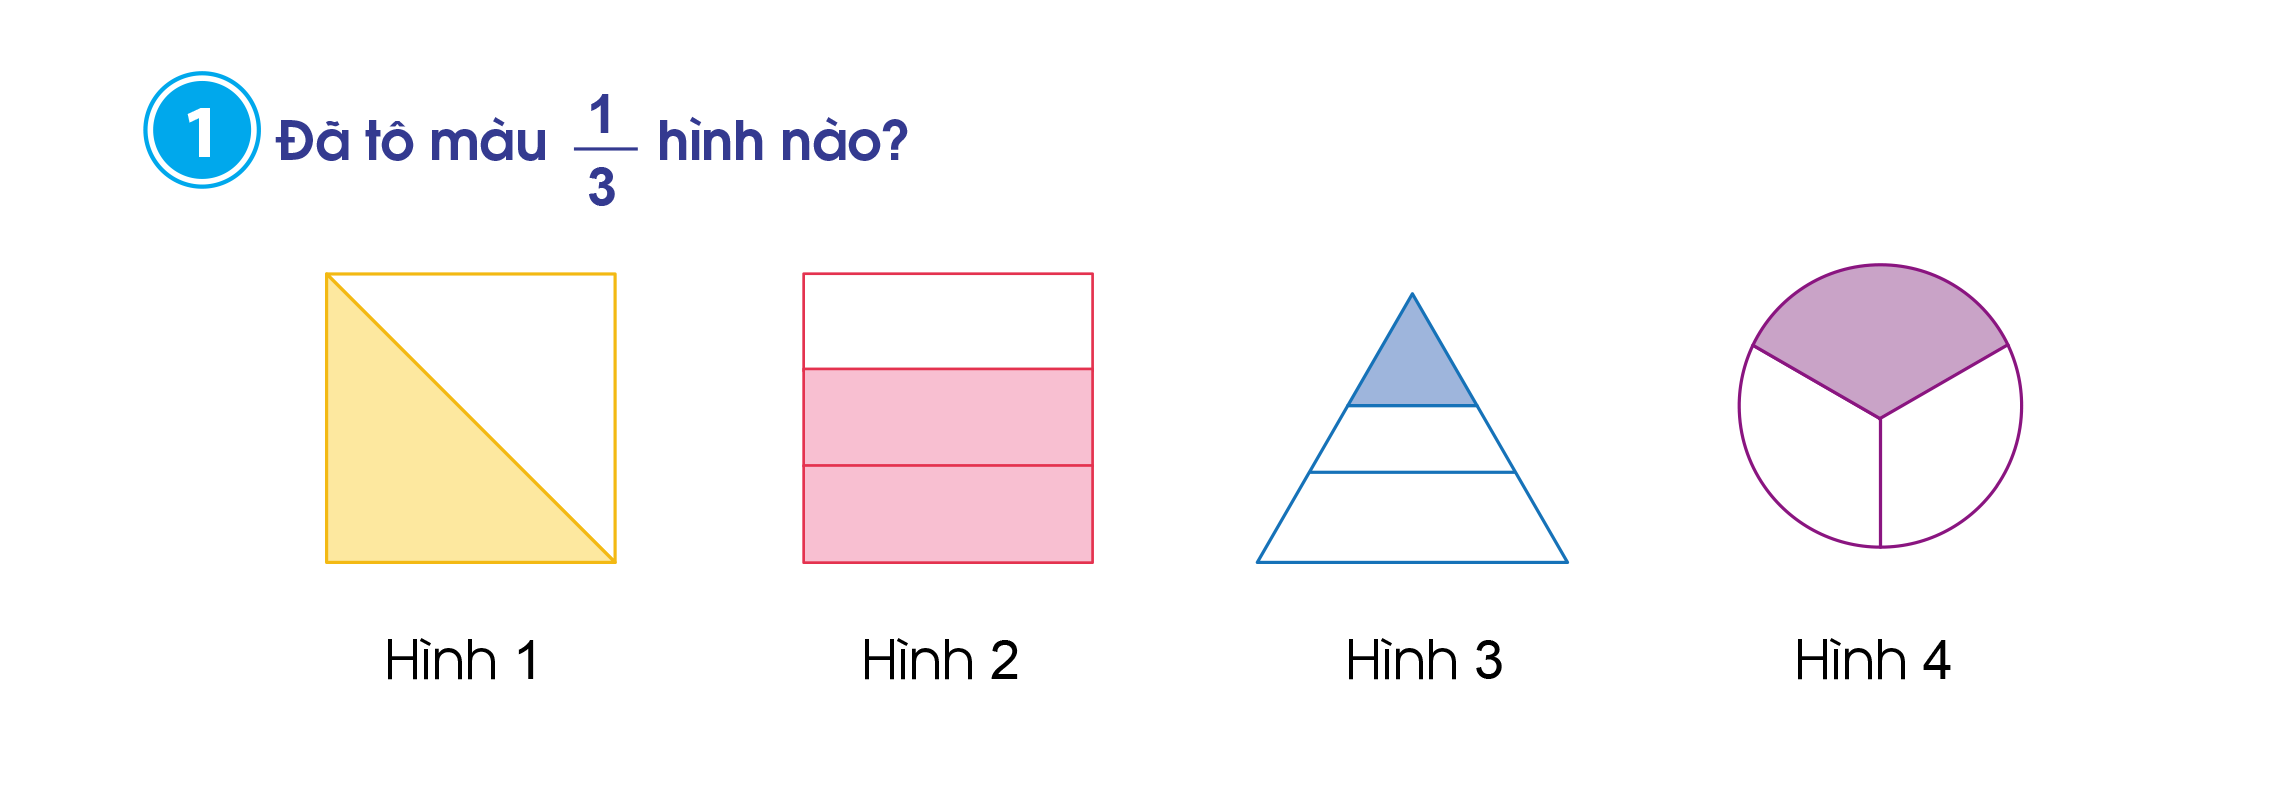 1 Đã tô màu 1/3 hình nào?
Hình 1 Hình 2 Hình 3 Hình 4